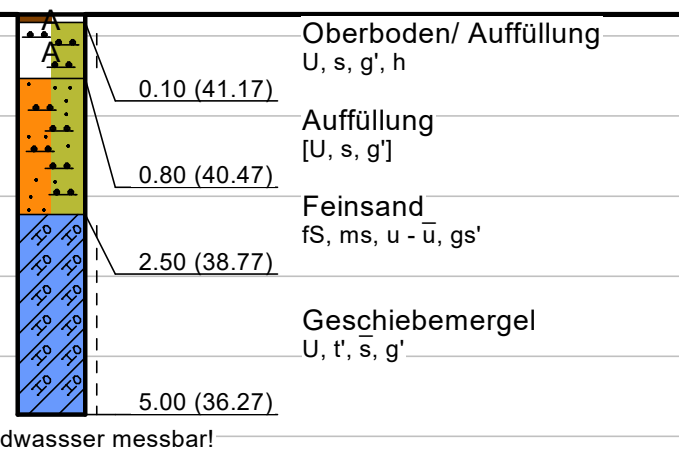 A
A
Oberboden/ Auffüllung
U, s, g', h
0.10 (41.17)
Auffüllung
[U, s, g']
0.80 (40.47)
Feinsand
fS, ms, u - u̅, gs'
2.50 (38.77)
Geschiebemergel
U, t', s̅, g'
5.00 (36.27)
dwassser messbar!